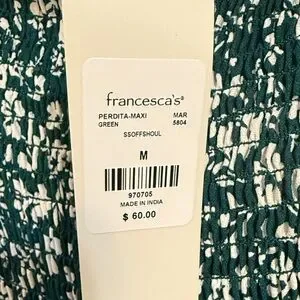 francesca's®
PERDITA-MAXI MAR
GREEN 5804
SSOFFSHOUL
M
970705
MADE IN INDIA
$ 60.00